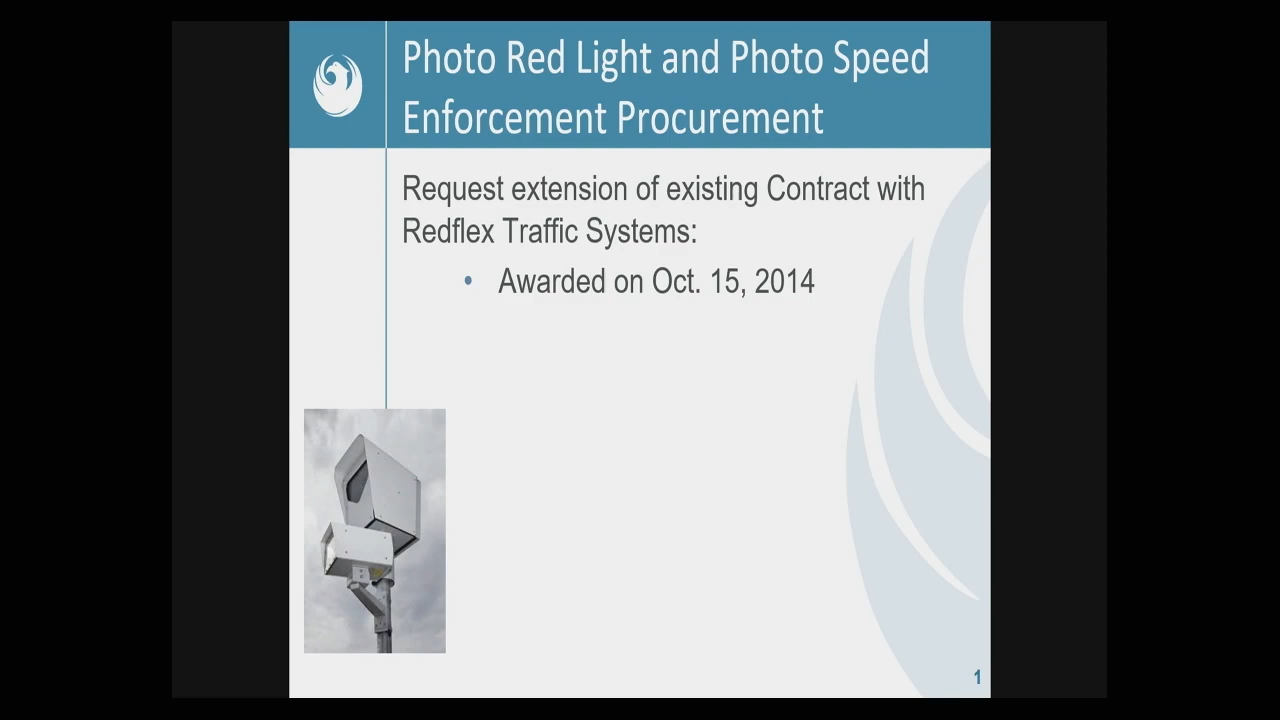 Photo Red Light and Photo Speed
Enforcement Procurement
Request extension of existing Contract with
Redflex Traffic Systems:
• Awarded on Oct. 15, 2014
1